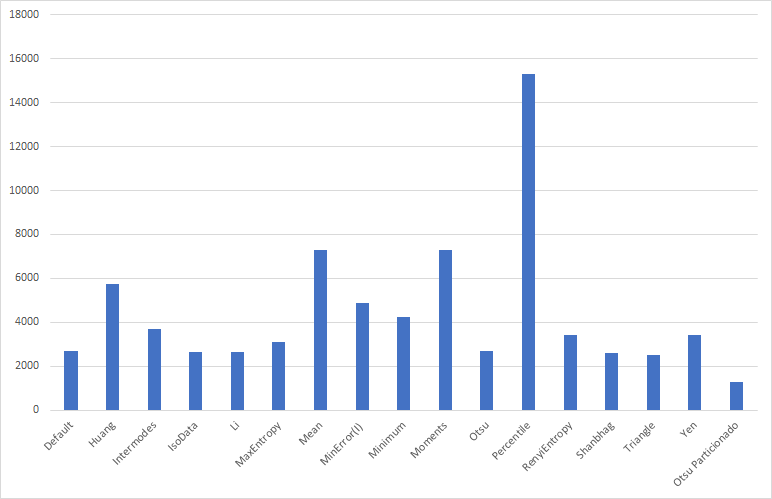 18000
16000
14000
12000
10000
8000
6000
4000
2000
0
Default
Huang
Intermodes
IsoData
Li
MaxEntropy
Mean
MinError(I)
Minimum
Moments
Otsu
Percentile
RenyiEntropy
Shanbhag
Triangle
Yen
Otsu Particionado